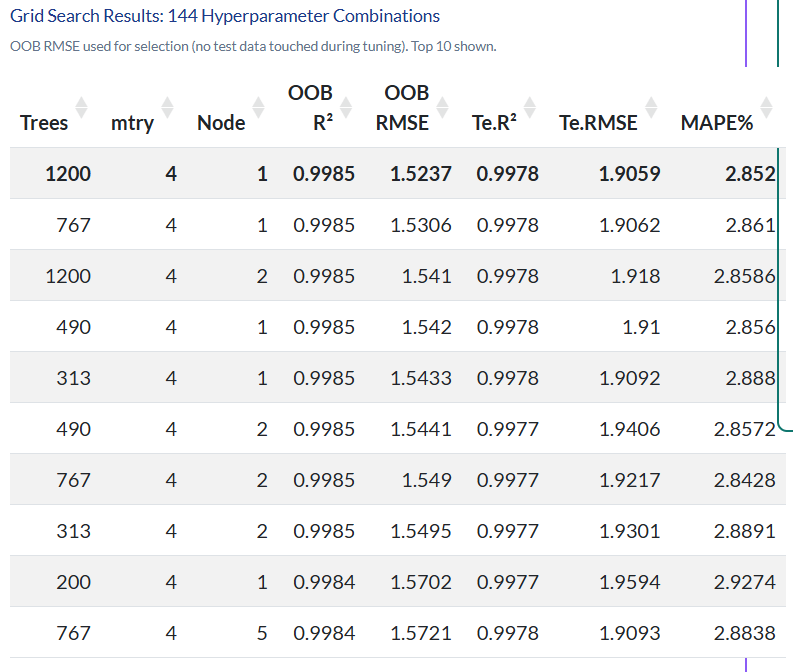 Grid Search Results: 144 Hyperparameter Combinations
OOB RMSE used for selection (no test data touched during tuning). Top 10 shown.
Trees mtry Node OOB R² OOB RMSE Te.R² Te.RMSE MAPE%
1200 4 1 0.9985 1.5237 0.9978 1.9059 2.852
767 4 1 0.9985 1.5306 0.9978 1.9062 2.861
1200 4 2 0.9985 1.541 0.9978 1.918 2.8586
490 4 1 0.9985 1.542 0.9978 1.91 2.856
313 4 1 0.9985 1.5433 0.9978 1.9092 2.888
490 4 2 0.9985 1.5441 0.9977 1.9406 2.8572
767 4 2 0.9985 1.549 0.9977 1.9217 2.8428
313 4 2 0.9985 1.5495 0.9977 1.9301 2.8891
200 4 1 0.9984 1.5702 0.9977 1.9594 2.9274
767 4 5 0.9984 1.5721 0.9978 1.9093 2.8838